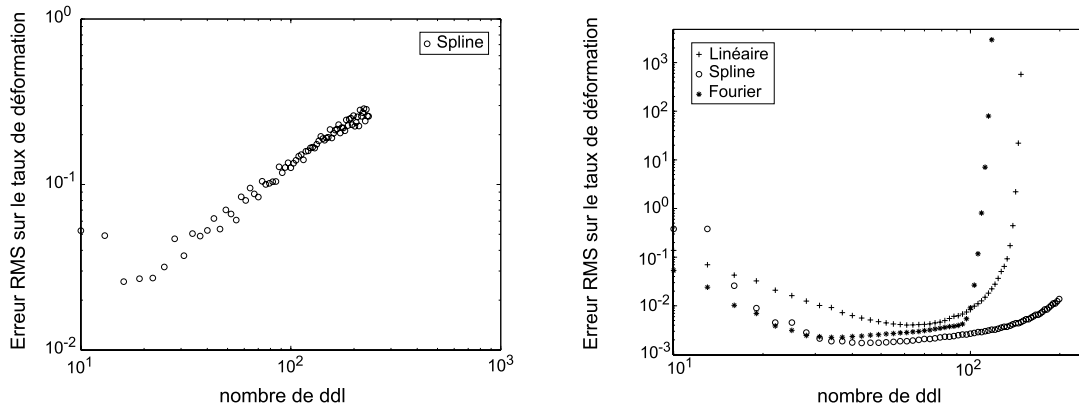 Erreur RMS sur le taux de déformation
10^0
10^-1
10^-2
10^1
10^2
10^3
nombre de ddl
Spline
Erreur RMS sur le taux de déformation
10^3
10^2
10^1
10^0
10^-1
10^-2
10^-3
10^1
10^2
nombre de ddl
Linéaire
Spline
Fourier